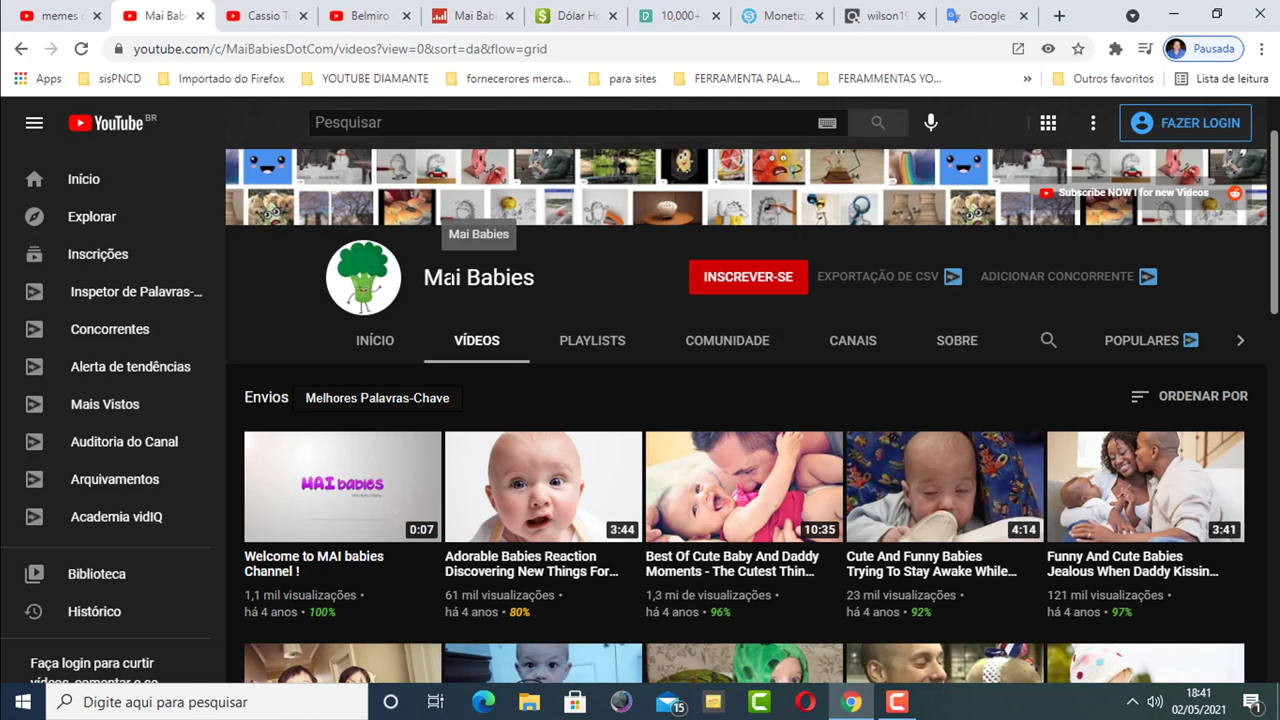 memes c
Mai Bab
Cassio To
Belmiro
Mai Babi
Dólar Ho
10,000+
Monetiz
wilson19
Google T
youtube.com/c/MaiBabiesDotCom/videos?view=0&sort=da&flow=grid
Pausada
Apps
sisPNCD
Importado do Firefox
YOUTUBE DIAMANTE
fornecerores merca...
para sites
FERRAMENTA PALA...
FERAMMENTAS YO...
»
Outros favoritos
Lista de leitura
YouTube BR
Pesquisar
FAZER LOGIN
Início
Explorar
Inscrições
Inspetor de Palavras-...
Concorrentes
Alerta de tendências
Mais Vistos
Auditoria do Canal
Arquivamentos
Academia vidIQ
Biblioteca
Histórico
Faça login para curtir
vídeos, comentar e se
Subscribe NOW ! for new Videos
Mai Babies
Mai Babies
INSCREVER-SE
EXPORTAÇÃO DE CSV
ADICIONAR CONCORRENTE
INÍCIO
VÍDEOS
PLAYLISTS
COMUNIDADE
CANAIS
SOBRE
POPULARES
Envios
Melhores Palavras-Chave
ORDENAR POR
MAI babies
0:07
3:44
10:35
4:14
3:41
Welcome to MAI babies
Channel !
1,1 mil visualizações •
há 4 anos • 100%
Adorable Babies Reaction
Discovering New Things For...
61 mil visualizações •
há 4 anos • 80%
Best Of Cute Baby And Daddy
Moments - The Cutest Thin...
1,3 mi de visualizações •
há 4 anos • 96%
Cute And Funny Babies
Trying To Stay Awake While...
23 mil visualizações •
há 4 anos • 92%
Funny And Cute Babies
Jealous When Daddy Kissin...
121 mil visualizações •
há 4 anos • 97%
Digite aqui para pesquisar
15
18:41
02/05/2021
1